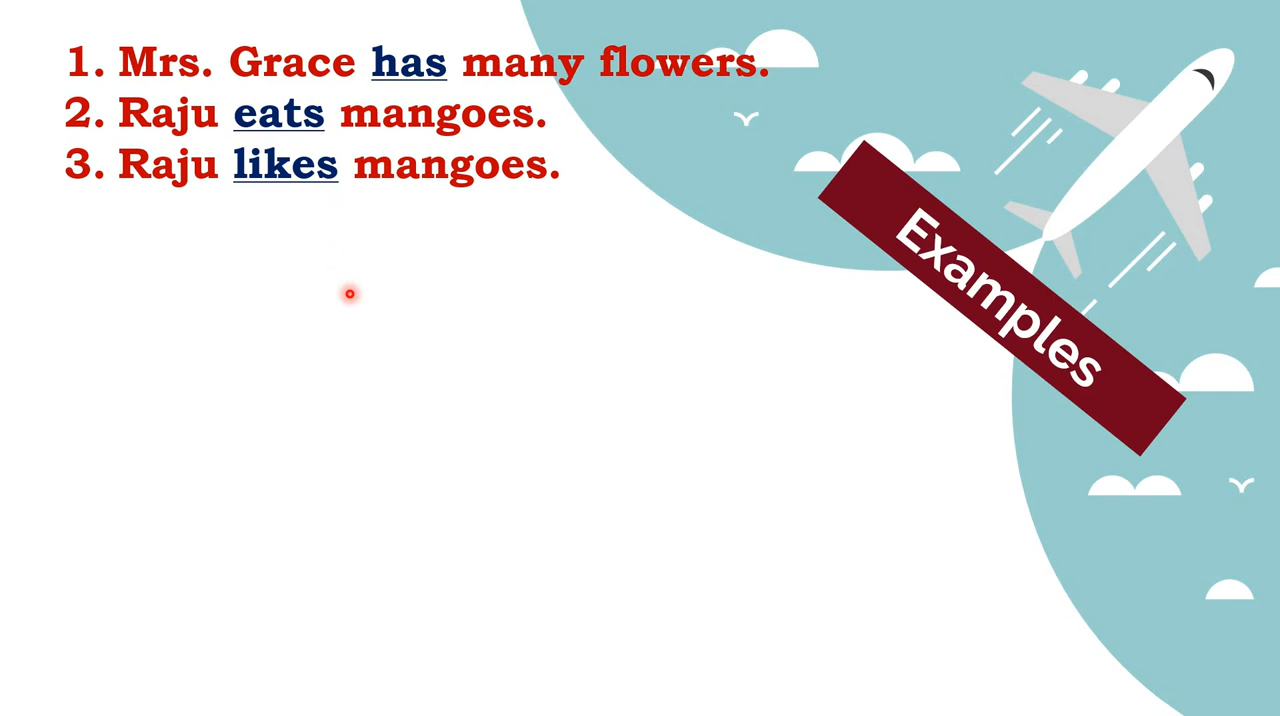 1. Mrs. Grace has many flowers.
2. Raju eats mangoes.
3. Raju likes mangoes.
Examples